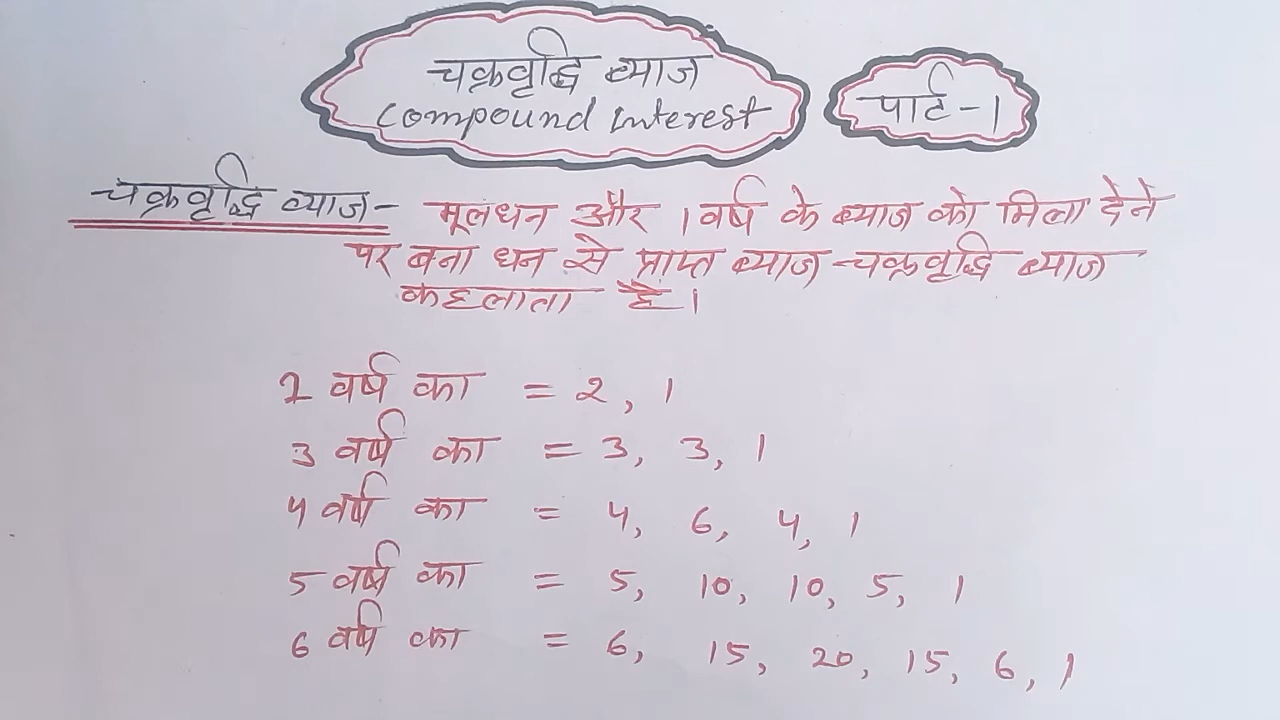 चक्रवृद्धि ब्याज
Compound Interest
पार्ट-1
चक्रवृद्धि ब्याज- मूलधन और 1 वर्ष के ब्याज को मिला देने
पर बना धन से प्राप्त ब्याज चक्रवृद्धि ब्याज
कहलाता है।
2 वर्ष का = 2, 1
3 वर्ष का = 3, 3, 1
4 वर्ष का = 4, 6, 4, 1
5 वर्ष का = 5, 10, 10, 5, 1
6 वर्ष का = 6, 15, 20, 15, 6, 1